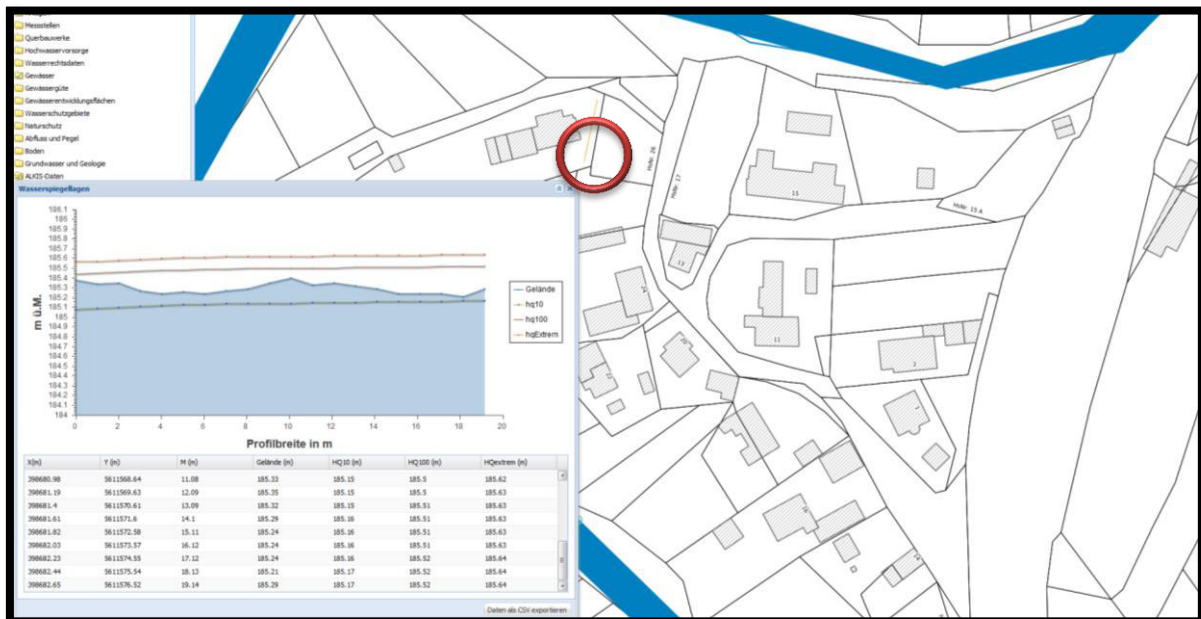 Messstellen
Querbauwerke
Hochwasservorsorge
Wasserrechtsdaten
Gewässer
Gewässergüte
Gewässerentwicklungsflächen
Wasserschutzgebiete
Naturschutz
Abfluss und Pegel
Boden
Grundwasser und Geologie
ALKIS-Daten
Wasserspiegellagen
186.1
186
185.9
185.8
185.7
185.6
185.5
185.4
185.3
185.2
185.1
185
184.9
184.8
184.7
184.6
184.5
184.4
184.3
184.2
184.1
184
m ü.M.
0 2 4 6 8 10 12 14 16 18 20
Profilbreite in m
Gelände
hq10
hq100
hqExtrem
X(m) Y (m) M (m) Gelände (m) HQ10 (m) HQ100 (m) HQextrem (m)
398680.98 5611568.64 11.08 185.33 185.15 185.5 185.62
398681.19 5611569.63 12.09 185.35 185.15 185.5 185.63
398681.4 5611570.61 13.09 185.32 185.15 185.51 185.63
398681.61 5611571.6 14.1 185.29 185.16 185.51 185.63
398681.82 5611572.58 15.11 185.24 185.16 185.51 185.63
398682.03 5611573.57 16.12 185.24 185.16 185.51 185.63
398682.23 5611574.55 17.12 185.24 185.16 185.52 185.64
398682.44 5611575.54 18.13 185.21 185.17 185.52 185.64
398682.65 5611576.52 19.14 185.29 185.17 185.52 185.64
Daten als CSV exportieren
HsNr. 26
HsNr. 17
15
HsNr. 15 A
13
11
20
2